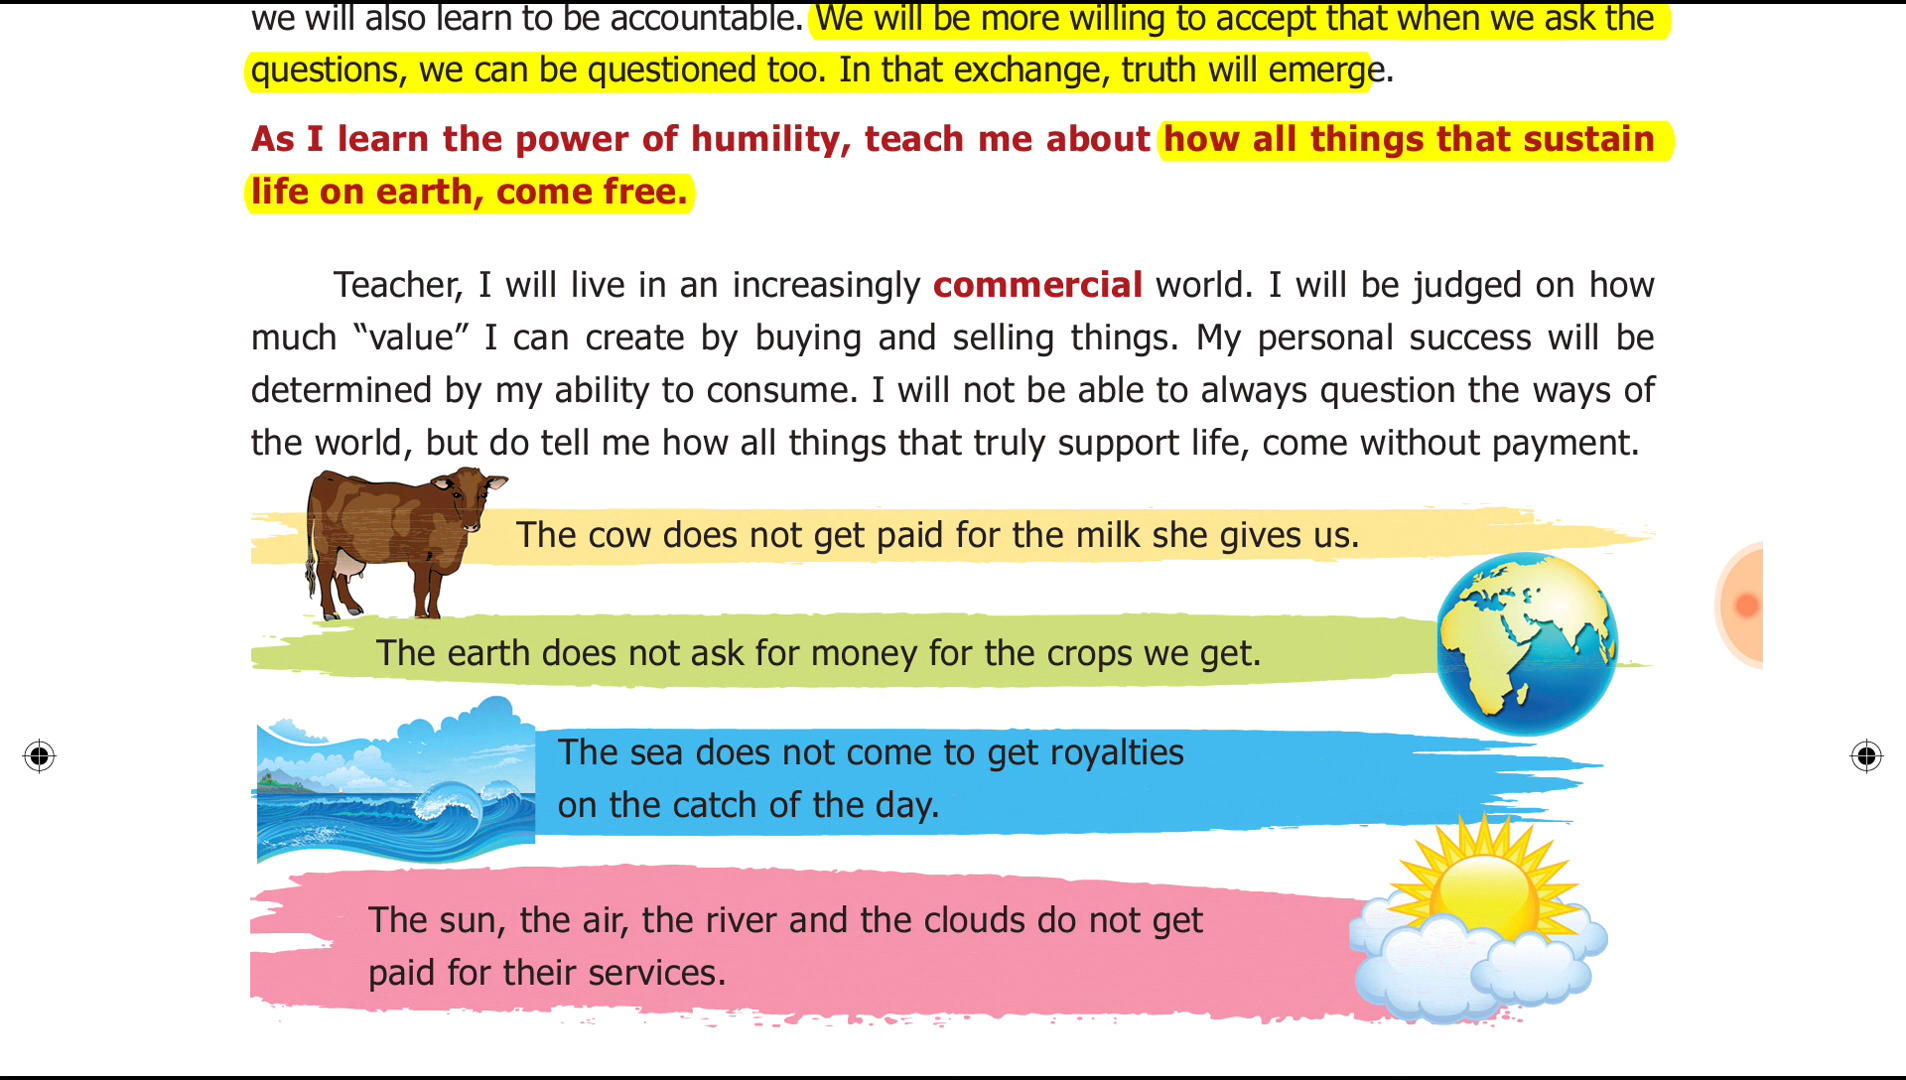 we will also learn to be accountable. We will be more willing to accept that when we ask the
questions, we can be questioned too. In that exchange, truth will emerge.
As I learn the power of humility, teach me about how all things that sustain
life on earth, come free.
Teacher, I will live in an increasingly commercial world. I will be judged on how
much “value” I can create by buying and selling things. My personal success will be
determined by my ability to consume. I will not be able to always question the ways of
the world, but do tell me how all things that truly support life, come without payment.
The cow does not get paid for the milk she gives us.
The earth does not ask for money for the crops we get.
The sea does not come to get royalties
on the catch of the day.
The sun, the air, the river and the clouds do not get
paid for their services.